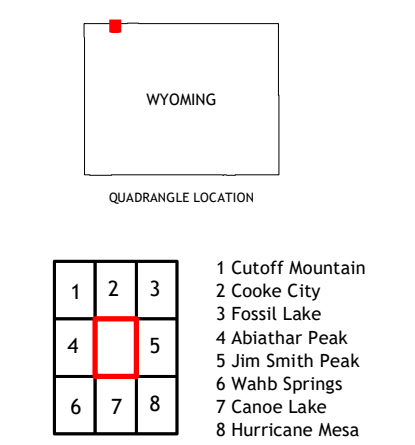 WYOMING
QUADRANGLE LOCATION
1 2 3
4 5
6 7 8
1 Cutoff Mountain
2 Cooke City
3 Fossil Lake
4 Abiathar Peak
5 Jim Smith Peak
6 Wahb Springs
7 Canoe Lake
8 Hurricane Mesa